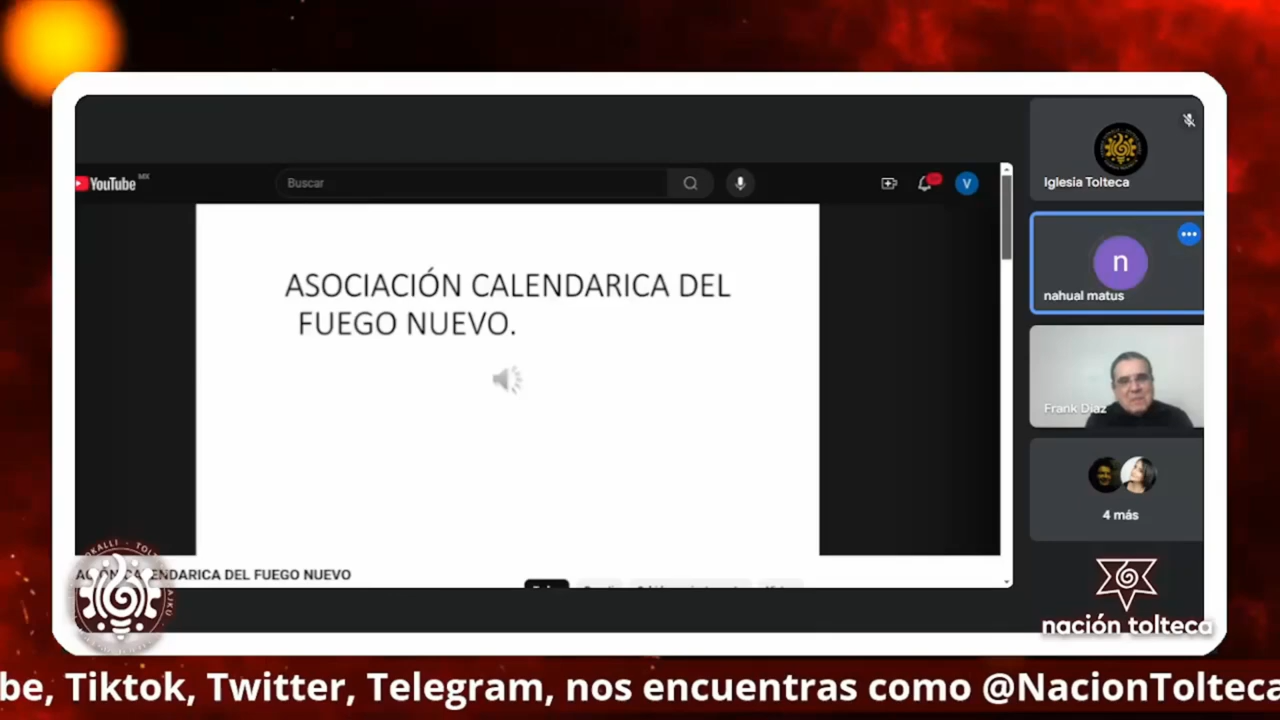 YouTube MX
Buscar
V
ASOCIACIÓN CALENDARICA DEL
FUEGO NUEVO.
CALENDARICA DEL FUEGO NUEVO
Iglesia Tolteca
n
nahual matus
Frank Diaz
4 más
nación tolteca
be, Tiktok, Twitter, Telegram, nos encuentras como @NacionTolteca